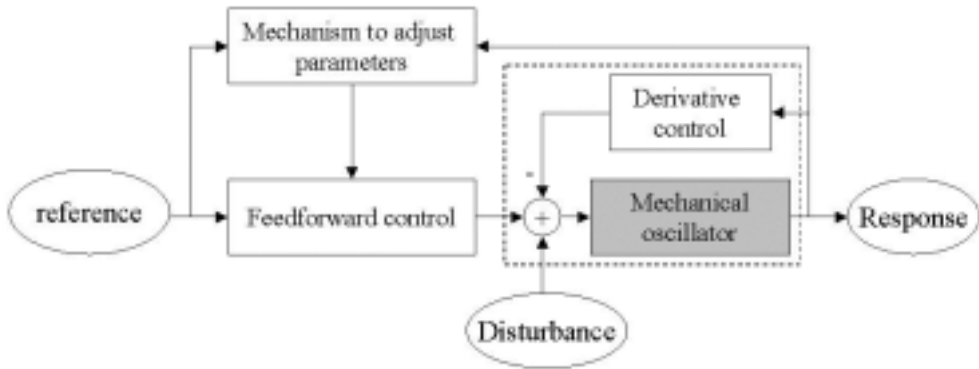 Mechanism to adjust
parameters
Derivative
control
-
reference
Feedforward control
+
Mechanical
oscillator
Response
Disturbance